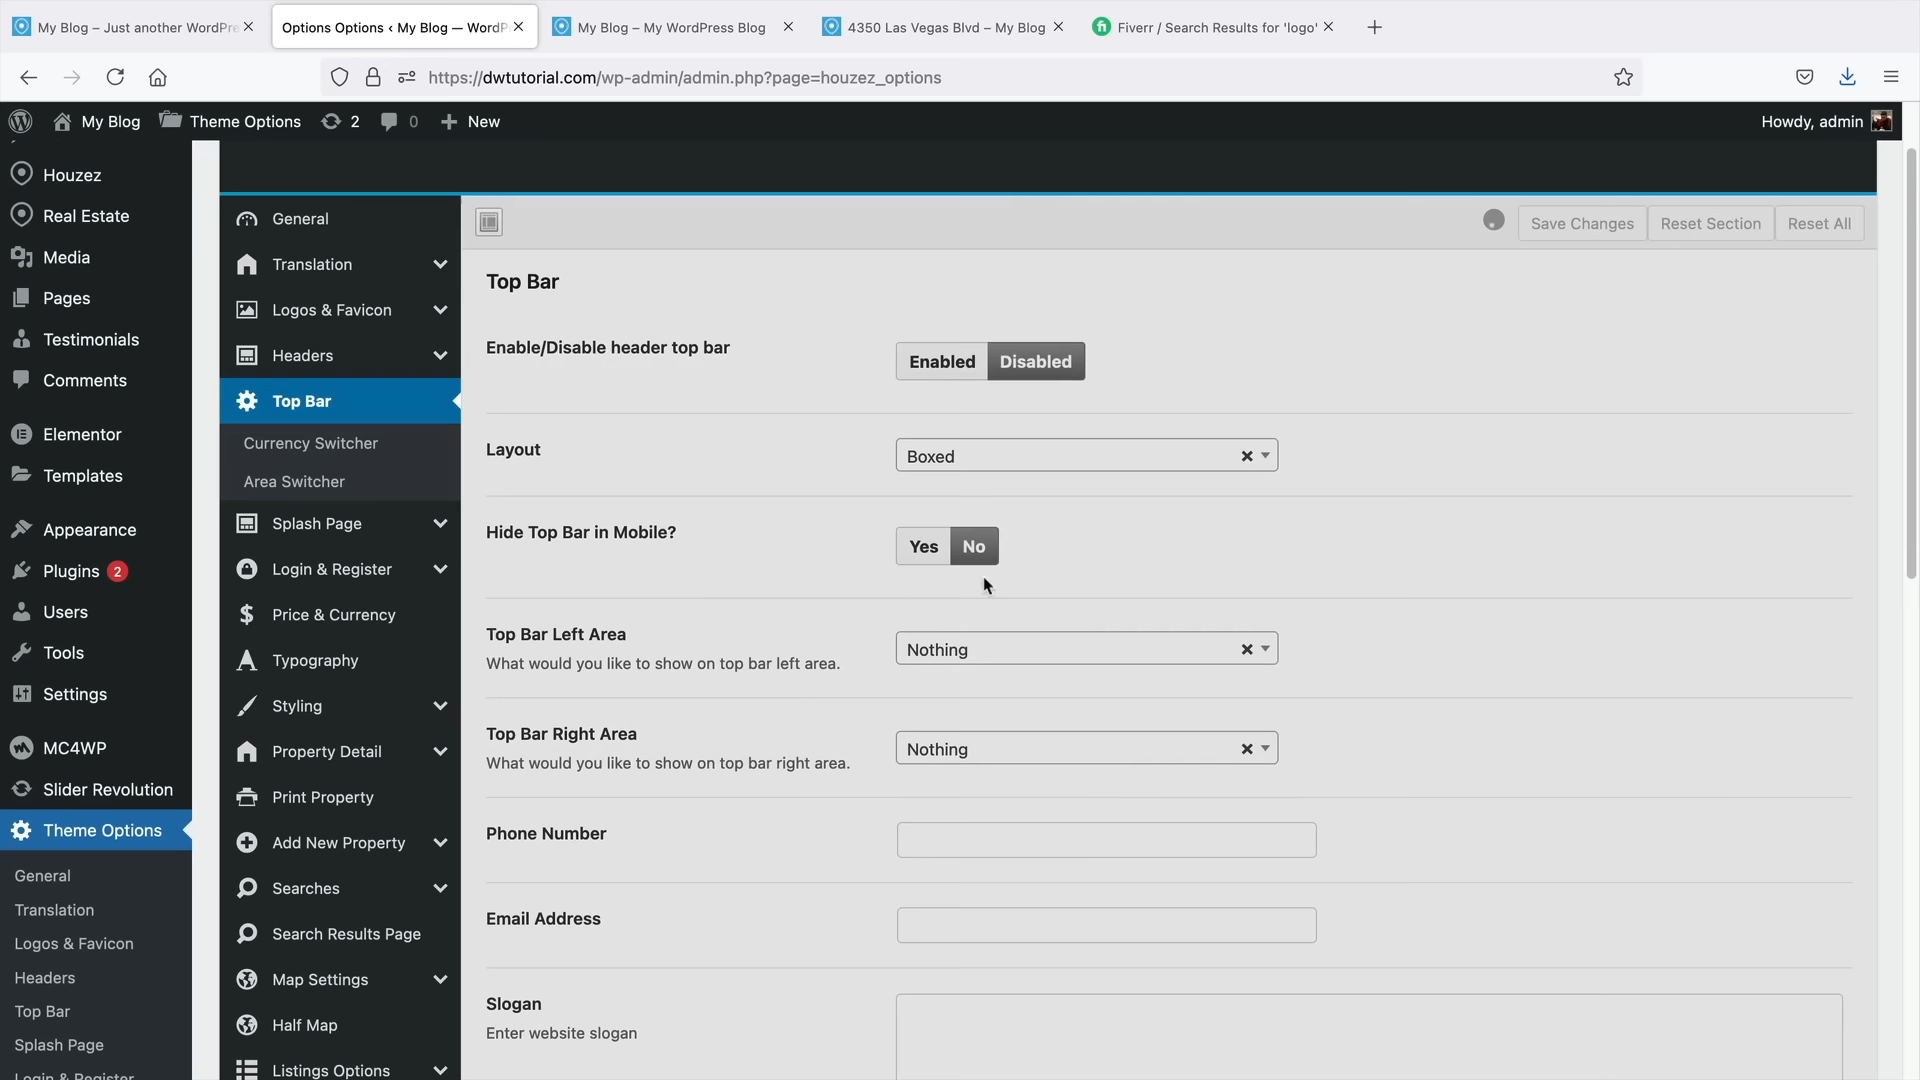 My Blog – Just another WordPre
Options Options ‹ My Blog — WordP
My Blog – My WordPress Blog
4350 Las Vegas Blvd – My Blog
Fiverr / Search Results for 'logo'
https://dwtutorial.com/wp-admin/admin.php?page=houzez_options
My Blog
Theme Options
2
0
New
Howdy, admin
Houzez
Real Estate
Media
Pages
Testimonials
Comments
Elementor
Templates
Appearance
Plugins 2
Users
Tools
Settings
MC4WP
Slider Revolution
Theme Options
General
Translation
Logos & Favicon
Headers
Top Bar
Splash Page
Login & Register
General
Translation
Logos & Favicon
Headers
Top Bar
Currency Switcher
Area Switcher
Splash Page
Login & Register
Price & Currency
Typography
Styling
Property Detail
Print Property
Add New Property
Searches
Search Results Page
Map Settings
Half Map
Listings Options
Save Changes
Reset Section
Reset All
Top Bar
Enable/Disable header top bar
Enabled Disabled
Layout
Boxed
Hide Top Bar in Mobile?
Yes No
Top Bar Left Area
What would you like to show on top bar left area.
Nothing
Top Bar Right Area
What would you like to show on top bar right area.
Nothing
Phone Number
Email Address
Slogan
Enter website slogan